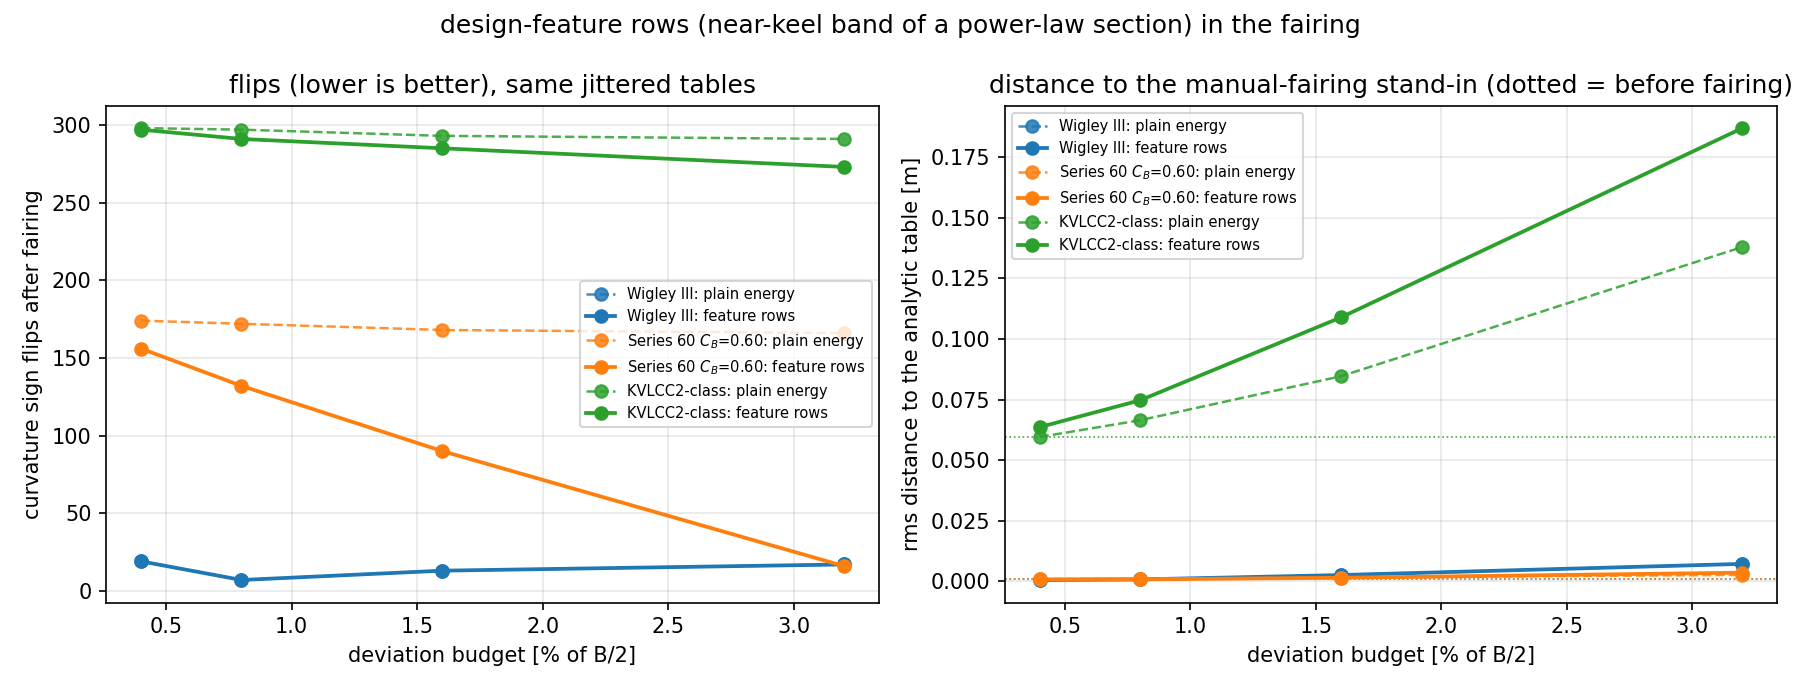 design-feature rows (near-keel band of a power-law section) in the fairing
flips (lower is better), same jittered tables
curvature sign flips after fairing
300
250
200
150
100
50
0
Wigley III: plain energy
Wigley III: feature rows
Series 60 $C_B$=0.60: plain energy
Series 60 $C_B$=0.60: feature rows
KVLCC2-class: plain energy
KVLCC2-class: feature rows
0.5 1.0 1.5 2.0 2.5 3.0
deviation budget [% of B/2]
distance to the manual-fairing stand-in (dotted = before fairing)
rms distance to the analytic table [m]
0.175
0.150
0.125
0.100
0.075
0.050
0.025
0.000
Wigley III: plain energy
Wigley III: feature rows
Series 60 $C_B$=0.60: plain energy
Series 60 $C_B$=0.60: feature rows
KVLCC2-class: plain energy
KVLCC2-class: feature rows
0.5 1.0 1.5 2.0 2.5 3.0
deviation budget [% of B/2]